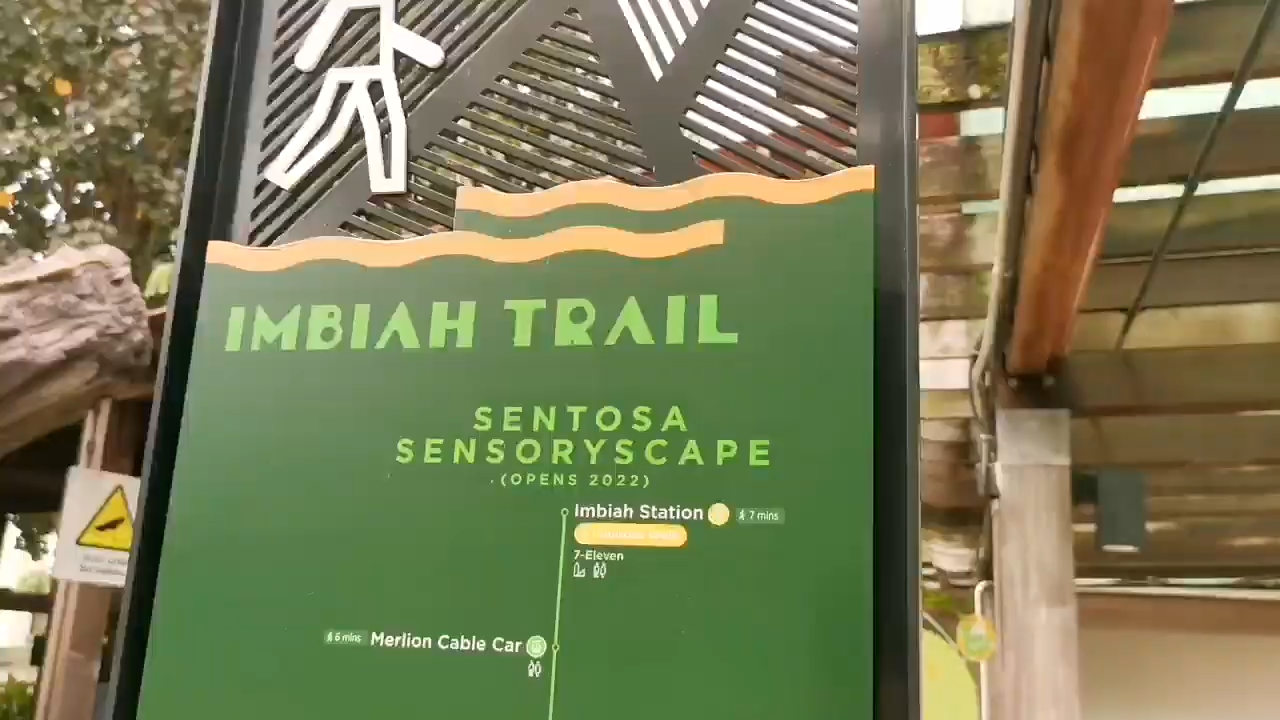 IMBIAH TRAIL
SENTOSA
SENSORYSCAPE
(OPENS 2022)
Imbiah Station 7 mins
7-Eleven
6 mins Merlion Cable Car